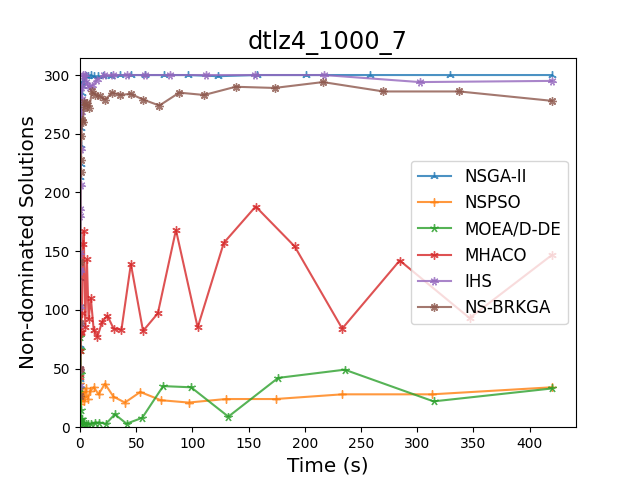 dtlz4_1000_7
Non-dominated Solutions
300
250
200
150
100
50
0
NSGA-II
NSPSO
MOEA/D-DE
MHACO
IHS
NS-BRKGA
0 50 100 150 200 250 300 350 400
Time (s)